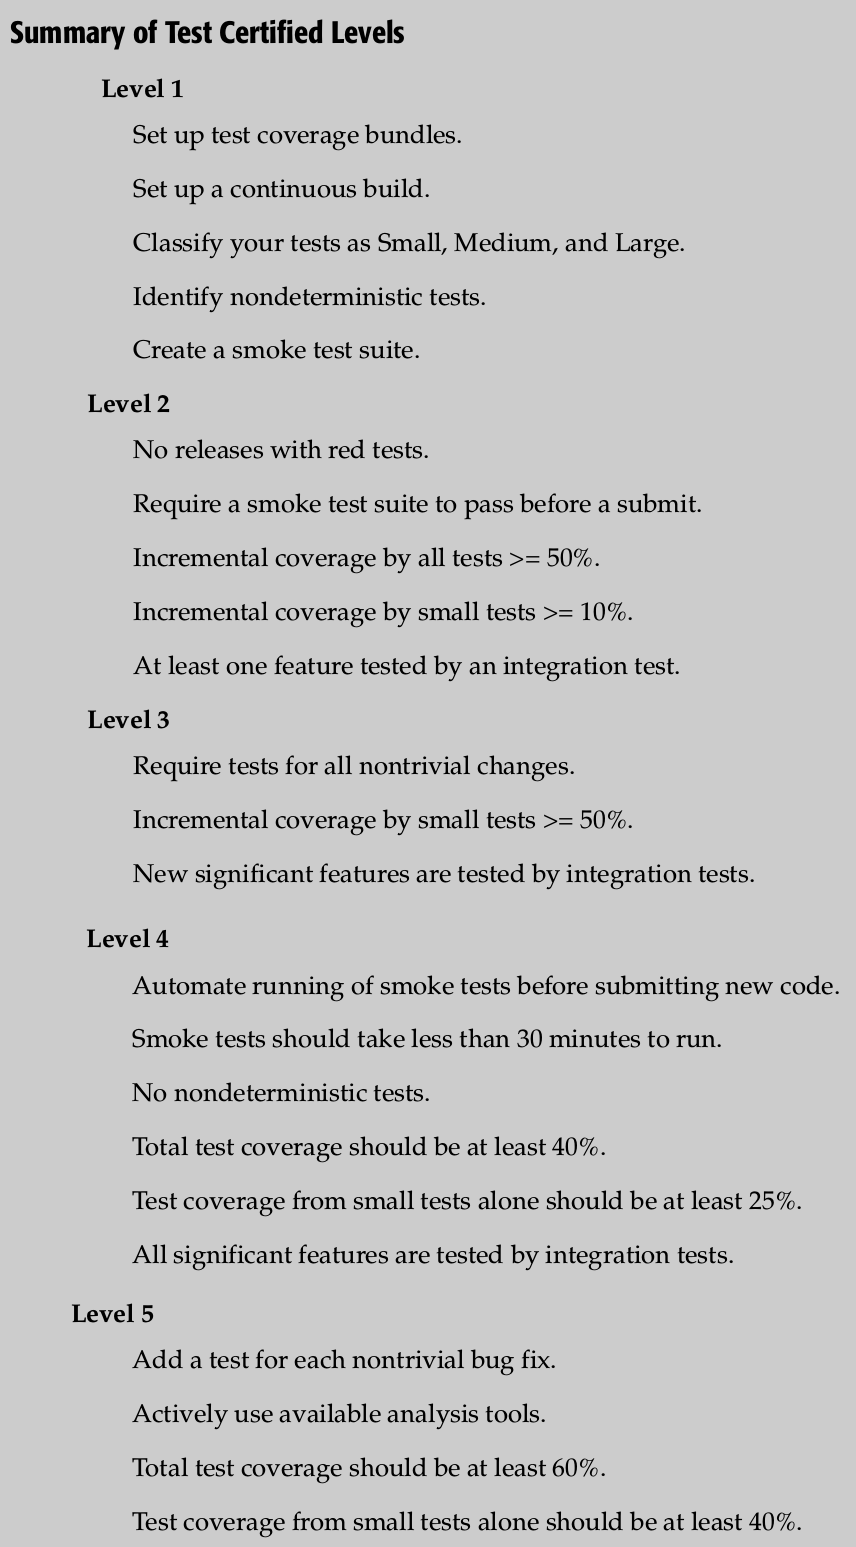 Summary of Test Certified Levels
Level 1
Set up test coverage bundles.
Set up a continuous build.
Classify your tests as Small, Medium, and Large.
Identify nondeterministic tests.
Create a smoke test suite.
Level 2
No releases with red tests.
Require a smoke test suite to pass before a submit.
Incremental coverage by all tests >= 50%.
Incremental coverage by small tests >= 10%.
At least one feature tested by an integration test.
Level 3
Require tests for all nontrivial changes.
Incremental coverage by small tests >= 50%.
New significant features are tested by integration tests.
Level 4
Automate running of smoke tests before submitting new code.
Smoke tests should take less than 30 minutes to run.
No nondeterministic tests.
Total test coverage should be at least 40%.
Test coverage from small tests alone should be at least 25%.
All significant features are tested by integration tests.
Level 5
Add a test for each nontrivial bug fix.
Actively use available analysis tools.
Total test coverage should be at least 60%.
Test coverage from small tests alone should be at least 40%.